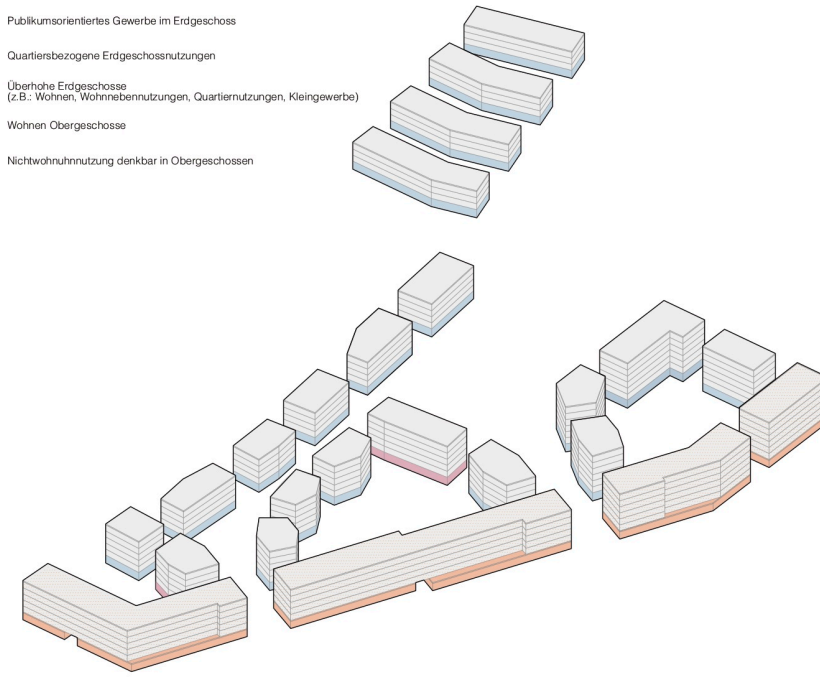 Publikumsorientiertes Gewerbe im Erdgeschoss
Quartiersbezogene Erdgeschossnutzungen
Überhohe Erdgeschosse
(z.B.: Wohnen, Wohnnebennutzungen, Quartiernutzungen, Kleingewerbe)
Wohnen Obergeschosse
Nichtwohnuhnnutzung denkbar in Obergeschossen